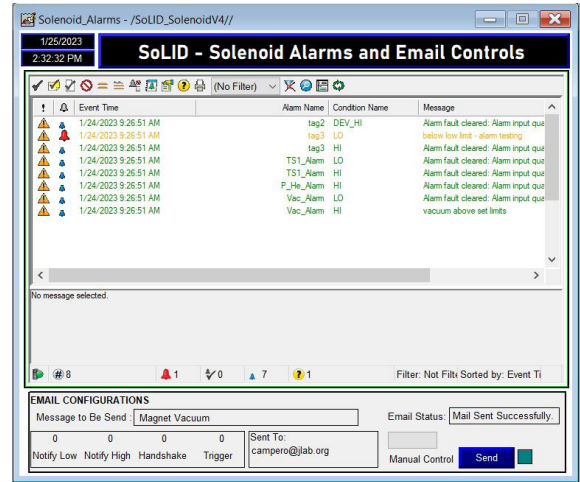 Solenoid_Alarms - /SoLID_SolenoidV4//
1/25/2023
2:32:32 PM
SoLID - Solenoid Alarms and Email Controls
(No Filter)
! Event Time Alarm Name Condition Name Message
1/24/2023 9:26:51 AM tag2 DEV_HI Alarm fault cleared: Alarm input qua
1/24/2023 9:26:51 AM tag3 LO below low limit - alarm testing
1/24/2023 9:26:51 AM tag3 HI Alarm fault cleared: Alarm input qua
1/24/2023 9:26:51 AM TS1_Alarm LO Alarm fault cleared: Alarm input qua
1/24/2023 9:26:51 AM TS1_Alarm HI Alarm fault cleared: Alarm input qua
1/24/2023 9:26:51 AM P_He_Alarm HI Alarm fault cleared: Alarm input qua
1/24/2023 9:26:51 AM Vac_Alarm LO Alarm fault cleared: Alarm input qua
1/24/2023 9:26:51 AM Vac_Alarm HI vacuum above set limits
No message selected.
# 8 1 0 7 ? 1 Filter: Not Filte Sorted by: Event Ti
EMAIL CONFIGURATIONS
Message to Be Send : Magnet Vacuum Email Status: Mail Sent Successfully.
0 0 0 0 Sent To:
campero@jlab.org
Notify Low Notify High Handshake Trigger
Manual Control Send